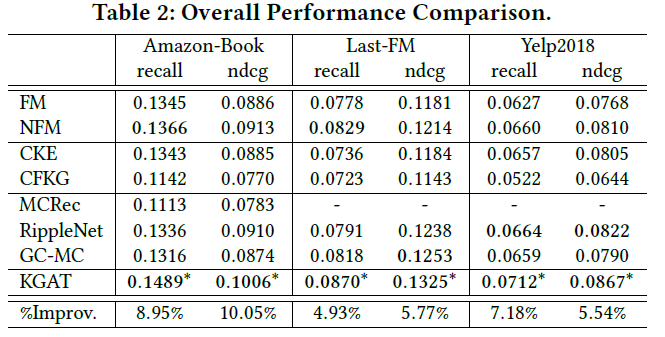 Table 2: Overall Performance Comparison.
Amazon-Book Last-FM Yelp2018
recall ndcg recall ndcg recall ndcg
FM 0.1345 0.0886 0.0778 0.1181 0.0627 0.0768
NFM 0.1366 0.0913 0.0829 0.1214 0.0660 0.0810
CKE 0.1343 0.0885 0.0736 0.1184 0.0657 0.0805
CFKG 0.1142 0.0770 0.0723 0.1143 0.0522 0.0644
MCRec 0.1113 0.0783 - - - -
RippleNet 0.1336 0.0910 0.0791 0.1238 0.0664 0.0822
GC-MC 0.1316 0.0874 0.0818 0.1253 0.0659 0.0790
KGAT 0.1489* 0.1006* 0.0870* 0.1325* 0.0712* 0.0867*
%Improv. 8.95% 10.05% 4.93% 5.77% 7.18% 5.54%